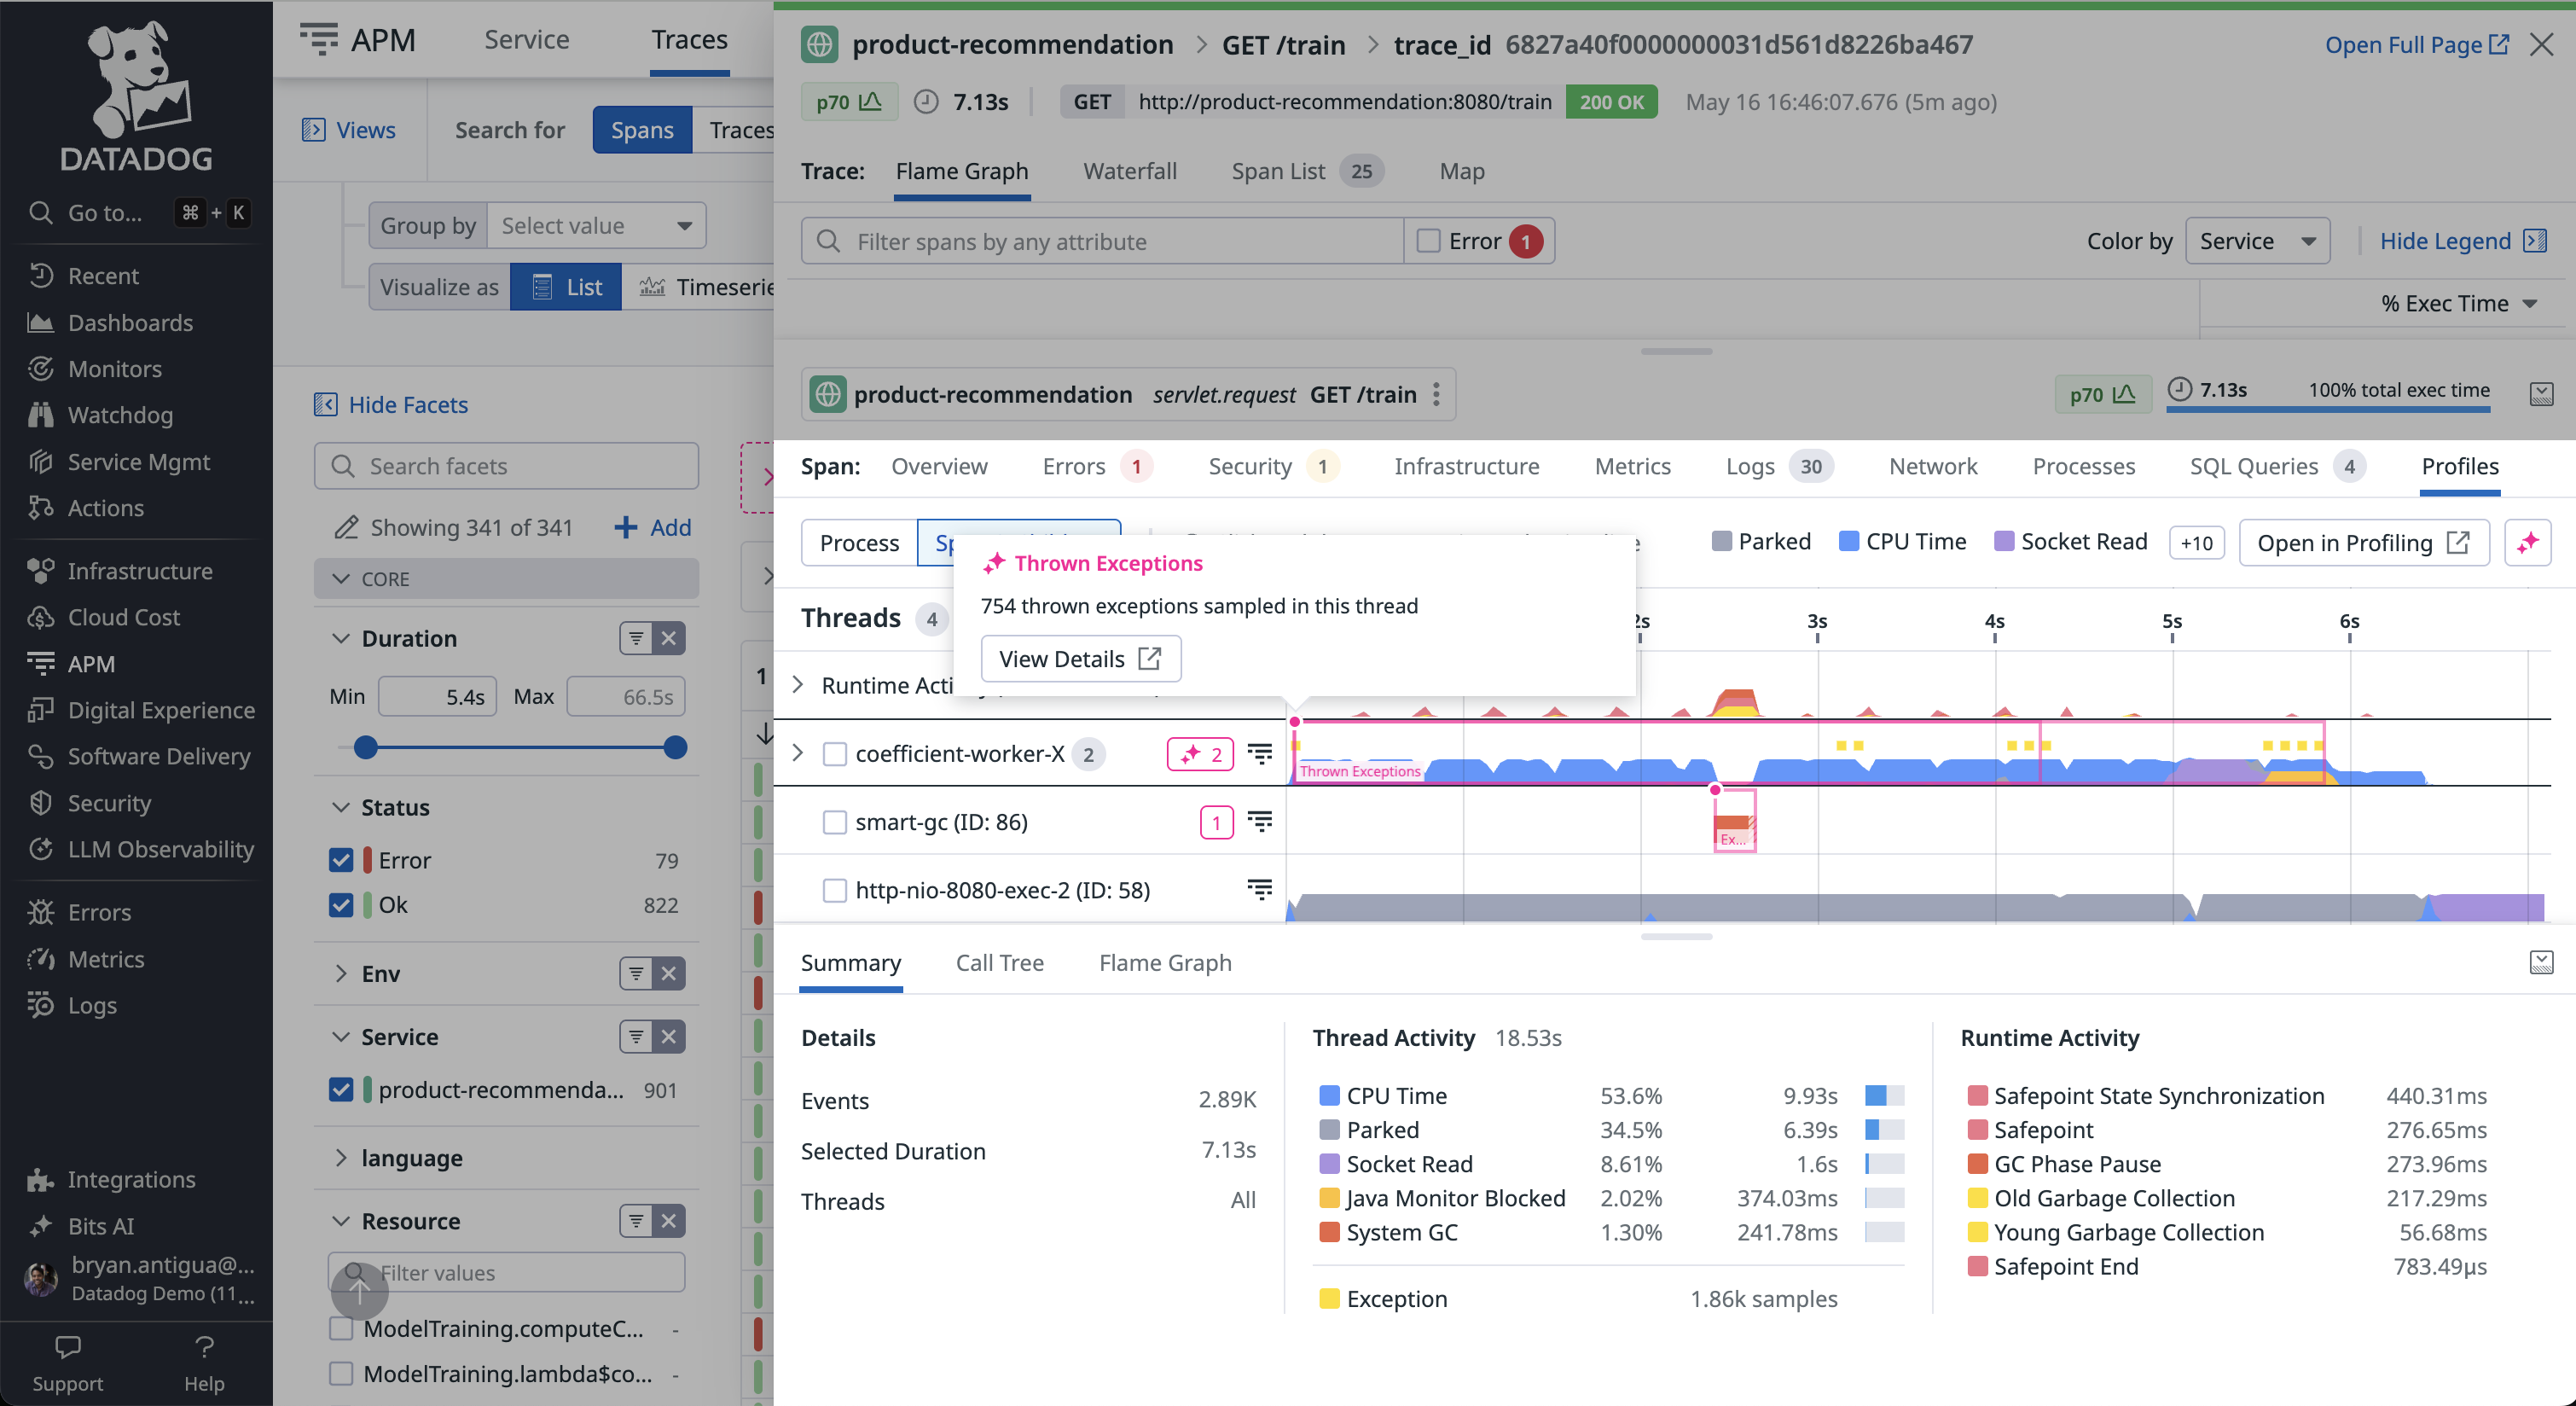 DATADOG
Go to... ⌘ + K
Recent
Dashboards
Monitors
Watchdog
Service Mgmt
Actions
Infrastructure
Cloud Cost
APM
Digital Experience
Software Delivery
Security
LLM Observability
Errors
Metrics
Logs
Integrations
Bits AI
bryan.antigua@...
Datadog Demo (11...
Support
Help
APM Service Traces
Views Search for Spans Traces
Group by Select value
Visualize as List Timeserie
Hide Facets
Search facets
Showing 341 of 341 Add
CORE
Duration
Min 5.4s Max 66.5s
Status
Error 79
Ok 822
Env
Service
product-recommenda... 901
language
Resource
Filter values
ModelTraining.computeC... -
ModelTraining.lambda$co... -
1
product-recommendation > GET /train > trace_id 6827a40f0000000031d561d8226ba467
Open Full Page
p70 7.13s GET http://product-recommendation:8080/train 200 OK May 16 16:46:07.676 (5m ago)
Trace: Flame Graph Waterfall Span List 25 Map
Filter spans by any attribute Error 1 Color by Service Hide Legend
% Exec Time
product-recommendation servlet.request GET /train p70 7.13s 100% total exec time
Span: Overview Errors 1 Security 1 Infrastructure Metrics Logs 30 Network Processes SQL Queries 4 Profiles
Process Parked CPU Time Socket Read +10 Open in Profiling
Thrown Exceptions
754 thrown exceptions sampled in this thread
View Details
Threads 4 2s 3s 4s 5s 6s
Runtime Acti
coefficient-worker-X 2 2
Thrown Exceptions
smart-gc (ID: 86) 1
Ex...
http-nio-8080-exec-2 (ID: 58)
Summary Call Tree Flame Graph
Details
Events 2.89K
Selected Duration 7.13s
Threads All
Thread Activity 18.53s
CPU Time 53.6% 9.93s
Parked 34.5% 6.39s
Socket Read 8.61% 1.6s
Java Monitor Blocked 2.02% 374.03ms
System GC 1.30% 241.78ms
Exception 1.86k samples
Runtime Activity
Safepoint State Synchronization 440.31ms
Safepoint 276.65ms
GC Phase Pause 273.96ms
Old Garbage Collection 217.29ms
Young Garbage Collection 56.68ms
Safepoint End 783.49µs